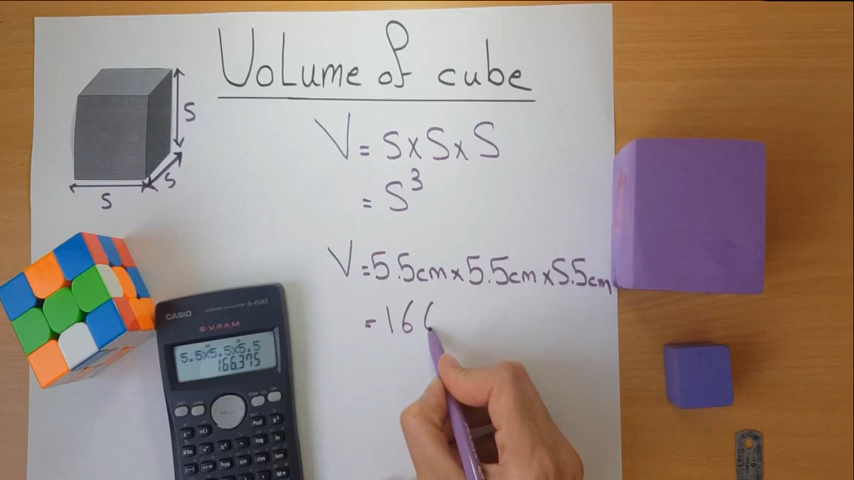 Volume of cube
S
S
S
V = S x S x S
= S³
V = 5.5cm x 5.5cm x 5.5cm
= 166
CASIO
S-V.P.A.M.
5.5x5.5x5.5
166.375